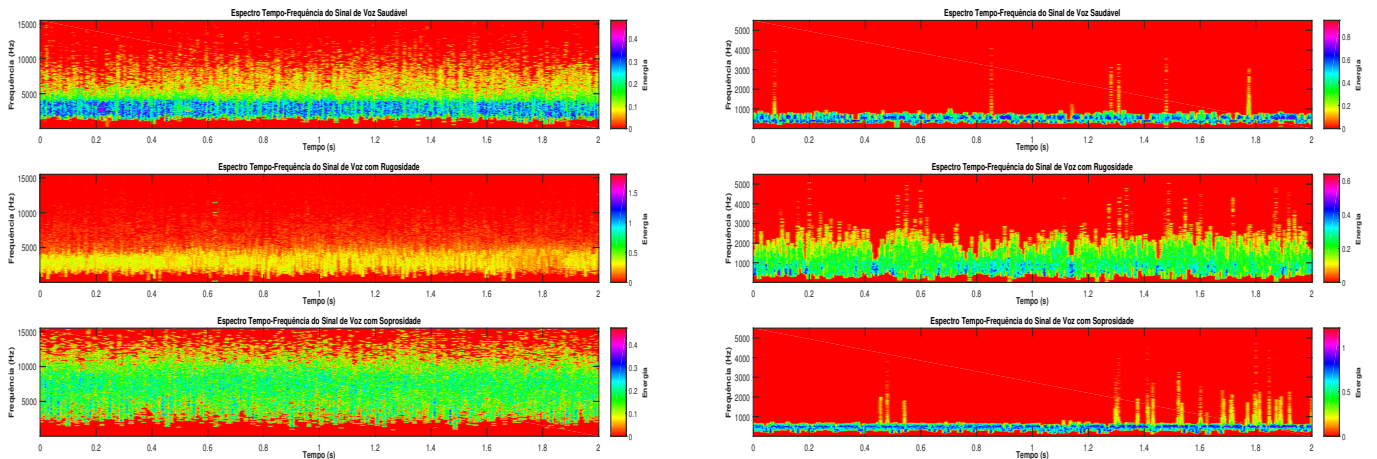 Espectro Tempo-Frequência do Sinal de Voz Saudável
Frequência (Hz)
15000
10000
5000
0 0.2 0.4 0.6 0.8 1 1.2 1.4 1.6 1.8 2
Tempo (s)
0.4
0.3
0.2
0.1
0
Energia
Espectro Tempo-Frequência do Sinal de Voz Saudável
Frequência (Hz)
5000
4000
3000
2000
1000
0 0.2 0.4 0.6 0.8 1 1.2 1.4 1.6 1.8 2
Tempo (s)
0.8
0.6
0.4
0.2
0
Energia
Espectro Tempo-Frequência do Sinal de Voz com Rugosidade
Frequência (Hz)
15000
10000
5000
0 0.2 0.4 0.6 0.8 1 1.2 1.4 1.6 1.8 2
Tempo (s)
1.5
1
0.5
0
Energia
Espectro Tempo-Frequência do Sinal de Voz com Rugosidade
Frequência (Hz)
5000
4000
3000
2000
1000
0 0.2 0.4 0.6 0.8 1 1.2 1.4 1.6 1.8 2
Tempo (s)
0.6
0.4
0.2
0
Energia
Espectro Tempo-Frequência do Sinal de Voz com Soprosidade
Frequência (Hz)
15000
10000
5000
0 0.2 0.4 0.6 0.8 1 1.2 1.4 1.6 1.8 2
Tempo (s)
0.4
0.3
0.2
0.1
0
Energia
Espectro Tempo-Frequência do Sinal de Voz com Soprosidade
Frequência (Hz)
5000
4000
3000
2000
1000
0 0.2 0.4 0.6 0.8 1 1.2 1.4 1.6 1.8 2
Tempo (s)
1
0.5
0
Energia